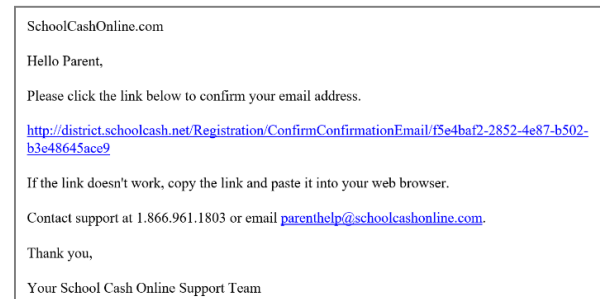 SchoolCashOnline.com
Hello Parent,
Please click the link below to confirm your email address.
http://district.schoolcash.net/Registration/ConfirmConfirmationEmail/f5e4baf2-2852-4e87-b502-
b3e48645ace9
If the link doesn't work, copy the link and paste it into your web browser.
Contact support at 1.866.961.1803 or email parenthelp@schoolcashonline.com.
Thank you,
Your School Cash Online Support Team